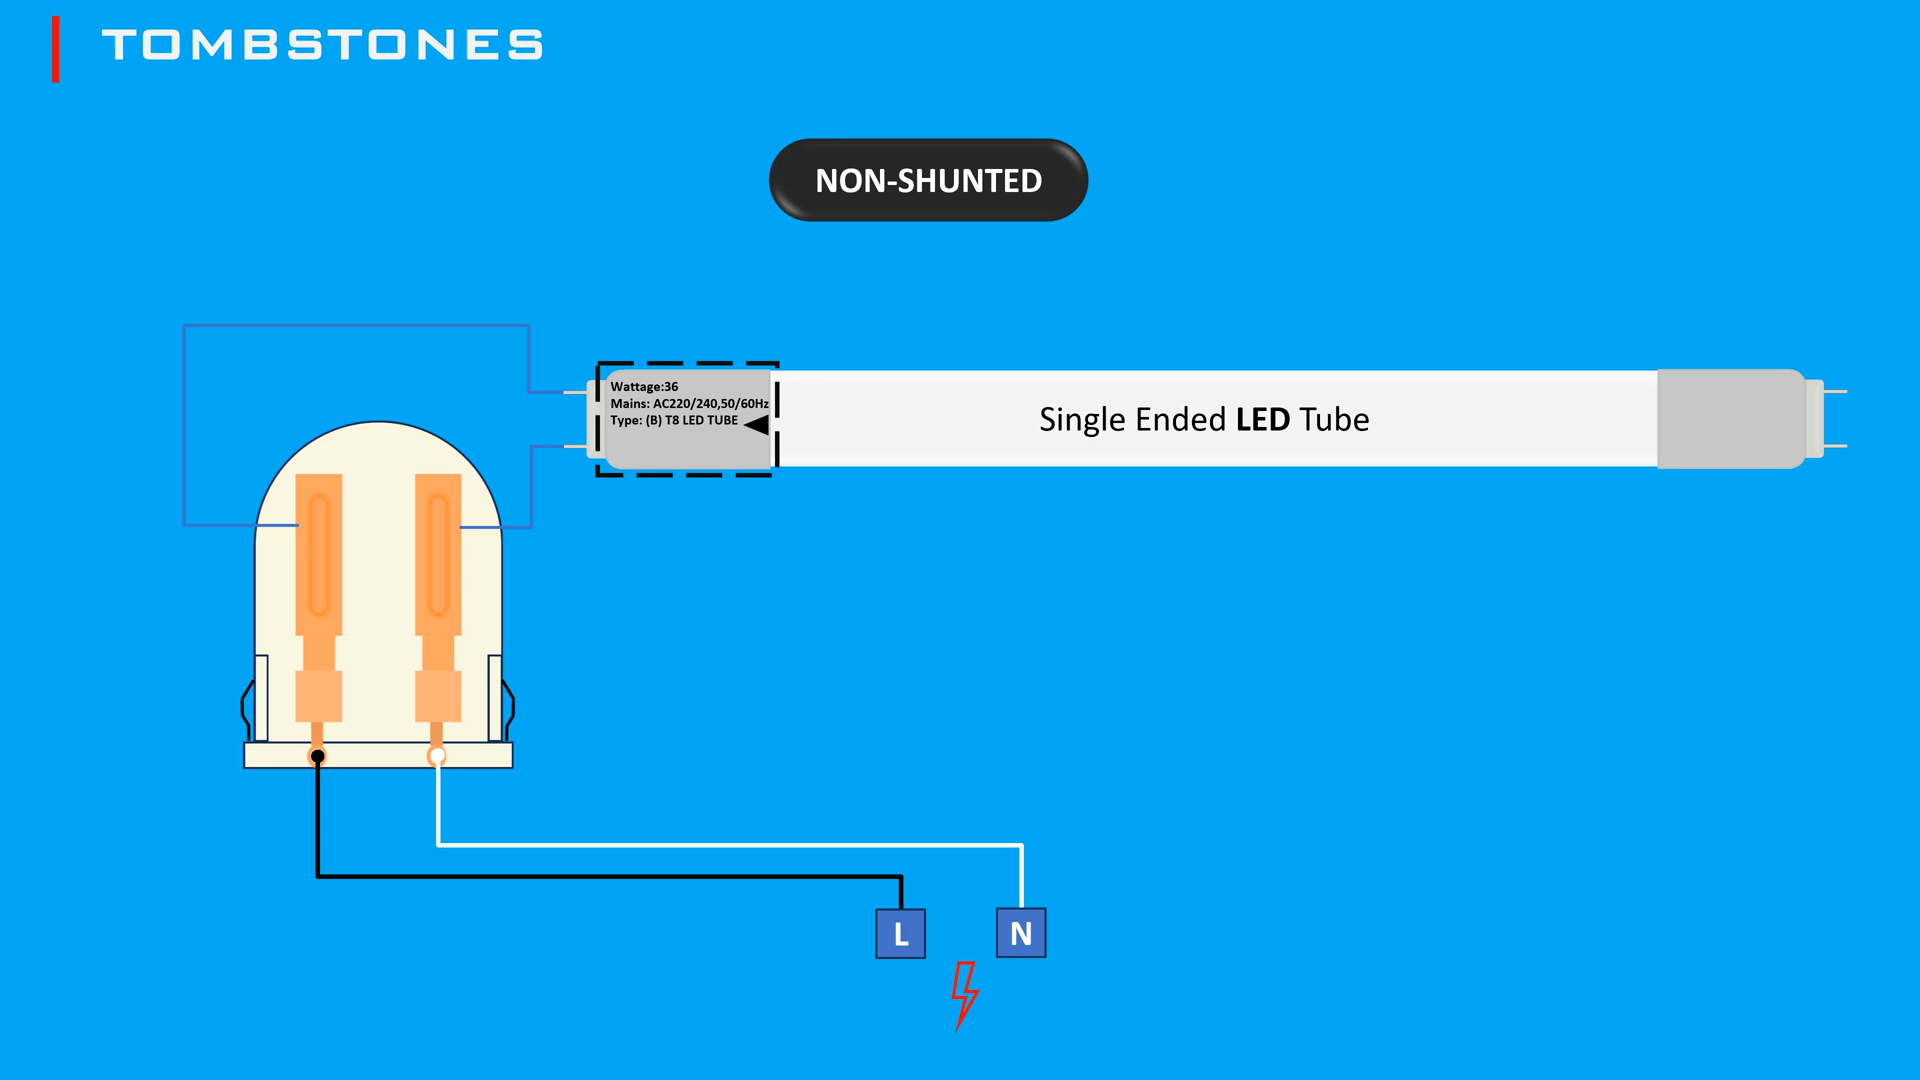 TOMBSTONES
NON-SHUNTED
Wattage:36
Mains: AC220/240,50/60Hz
Type: (B) T8 LED TUBE
Single Ended LED Tube
L
N